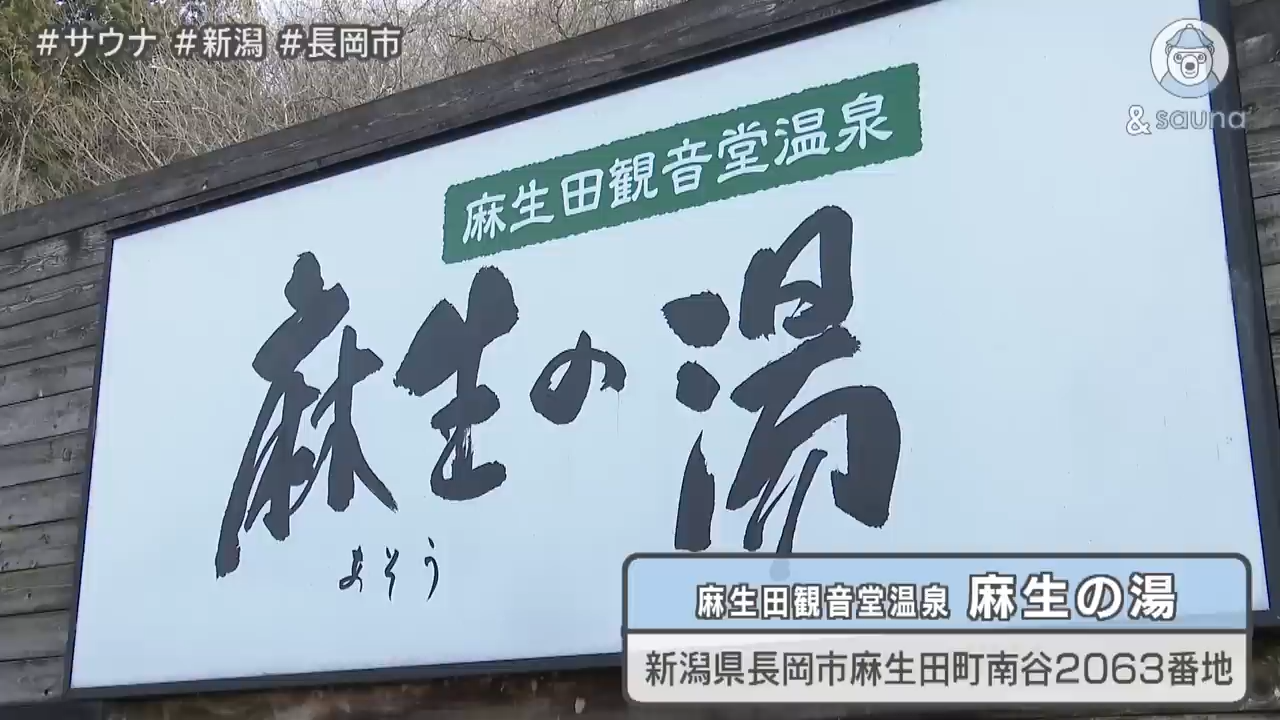 #サウナ #新潟 #長岡市
& sauna
麻生田観音堂温泉
麻生の湯
あそう
麻生田観音堂温泉 麻生の湯
新潟県長岡市麻生田町南谷2063番地